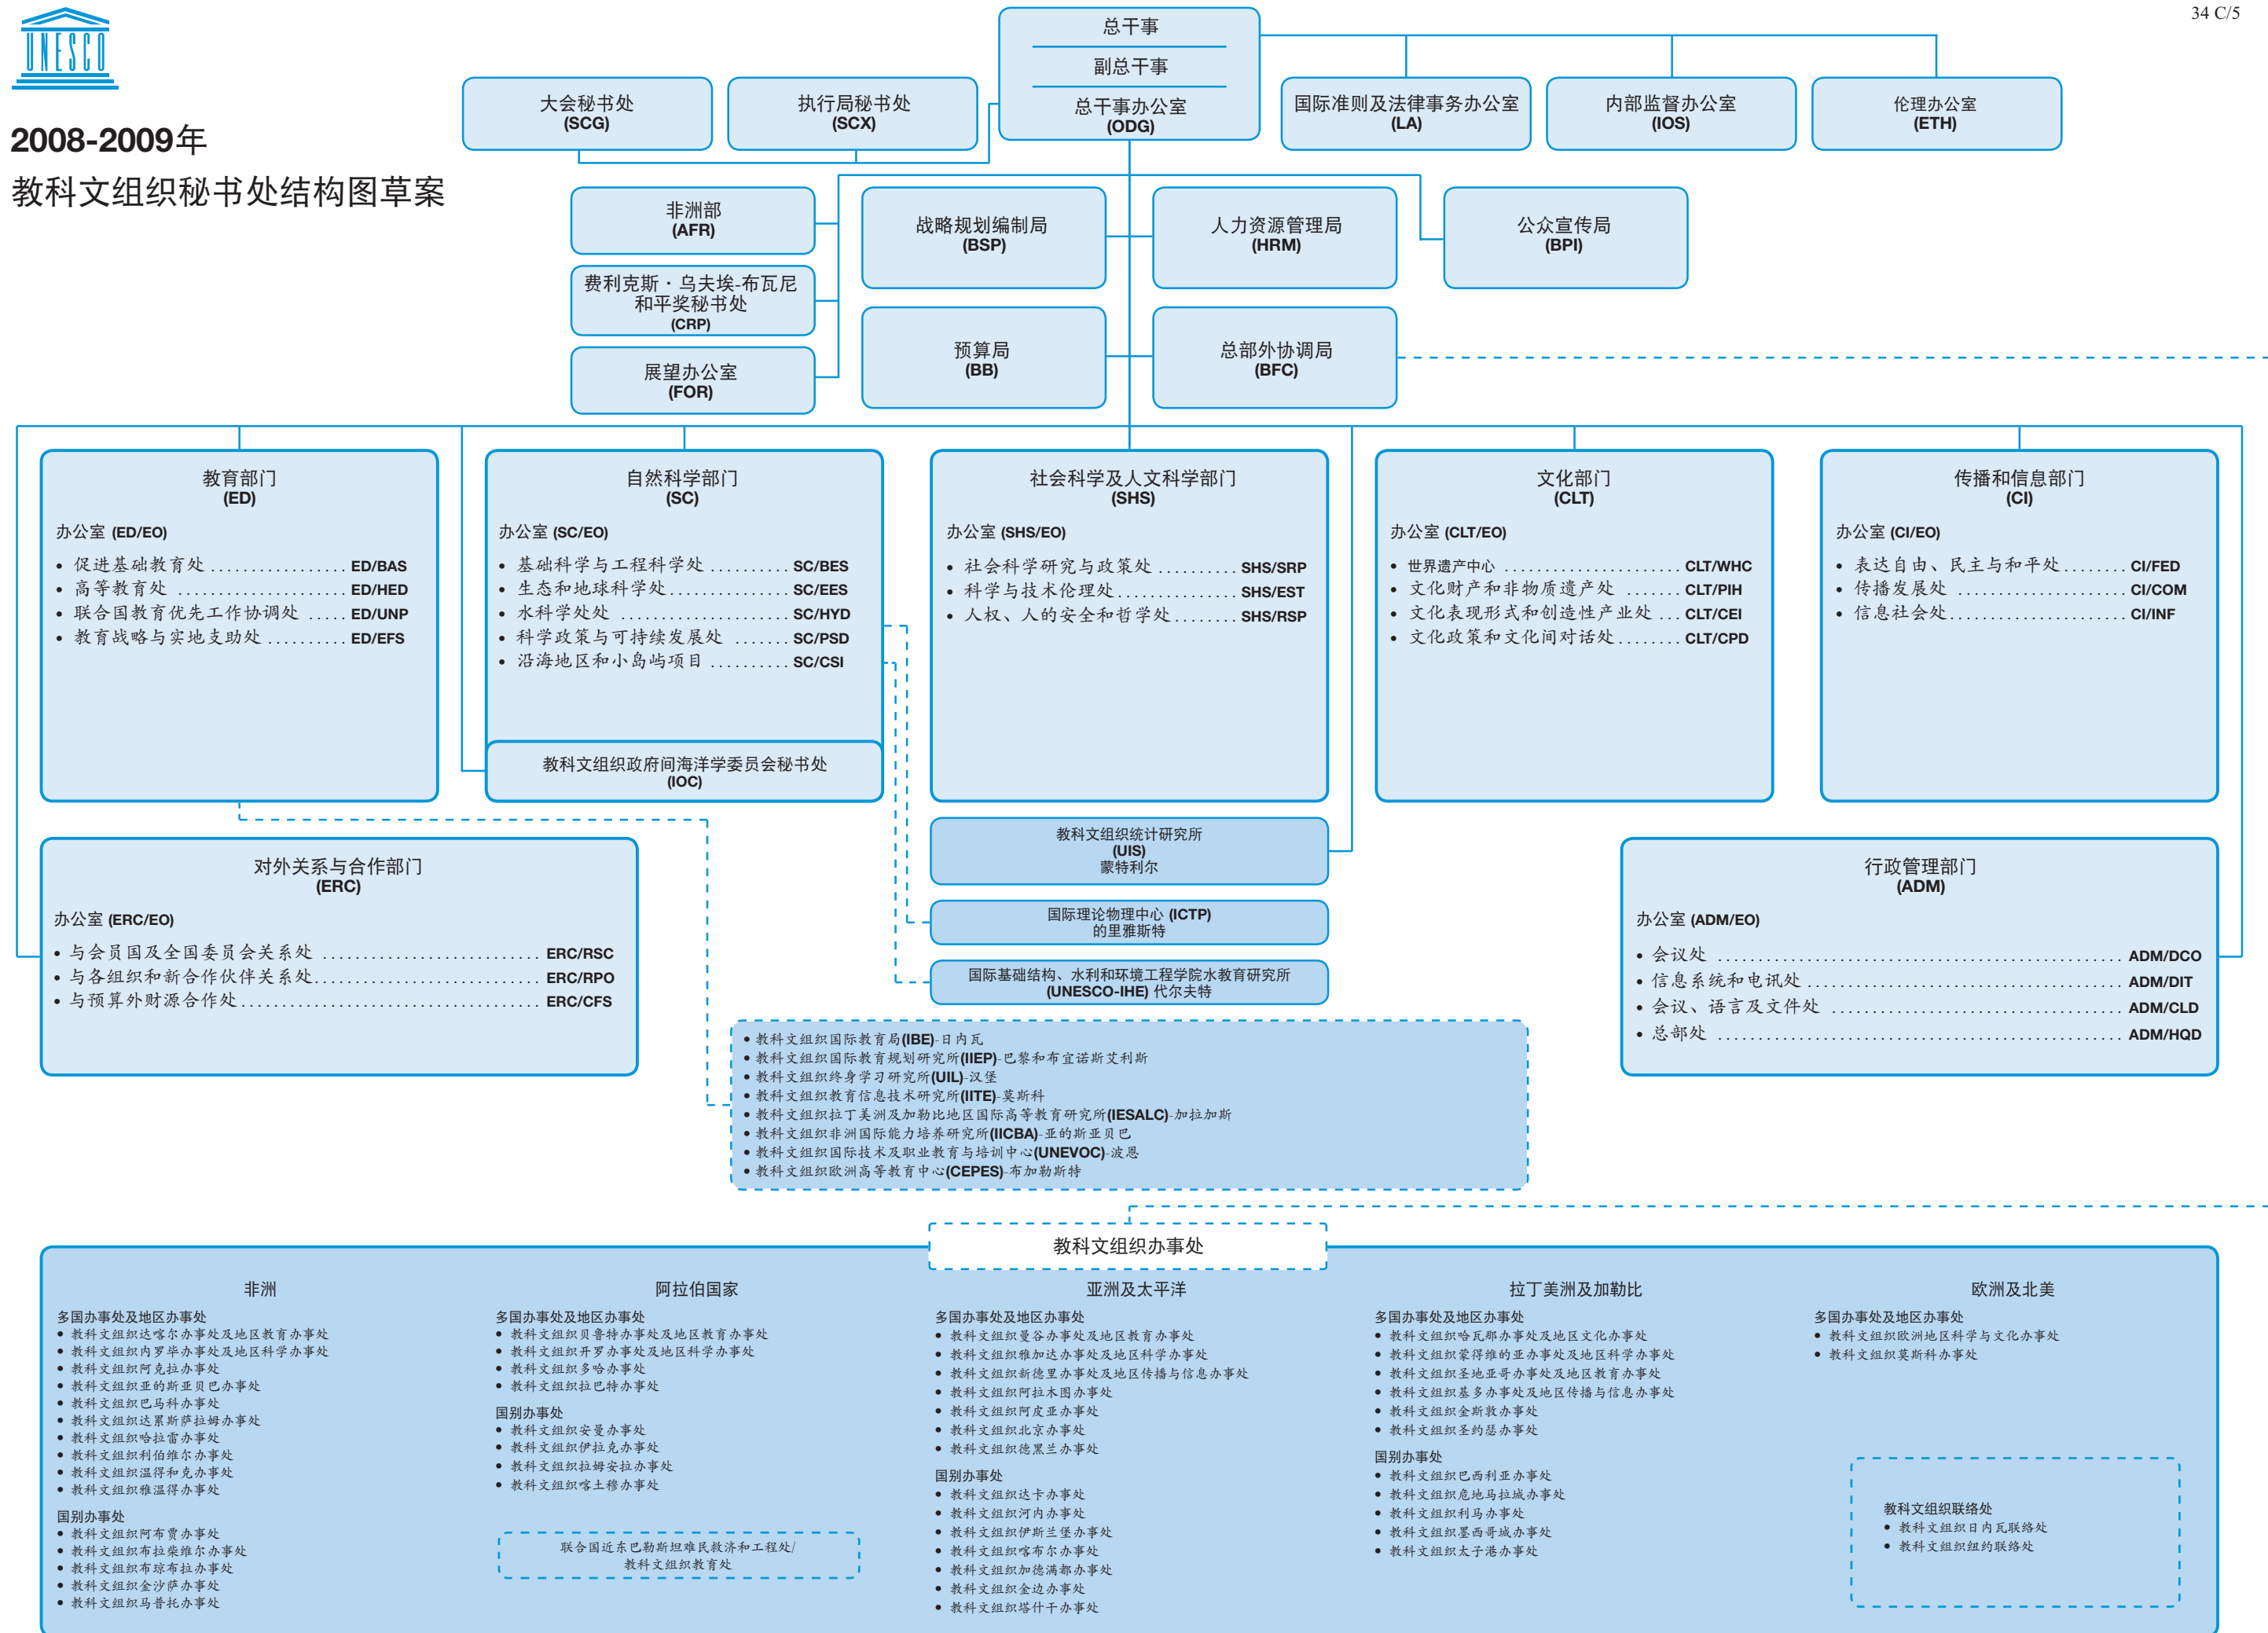 34 C/5
UNESCO
2008-2009年
教科文组织秘书处结构图草案
总干事
副总干事
总干事办公室
(ODG)
大会秘书处
(SCG)
执行局秘书处
(SCX)
国际准则及法律事务办公室
(LA)
内部监督办公室
(IOS)
伦理办公室
(ETH)
非洲部
(AFR)
费利克斯·乌夫埃-布瓦尼
和平奖秘书处
(CRP)
展望办公室
(FOR)
战略规划编制局
(BSP)
人力资源管理局
(HRM)
公众宣传局
(BPI)
预算局
(BB)
总部外协调局
(BFC)
教育部门
(ED)
办公室 (ED/EO)
• 促进基础教育处 ................. ED/BAS
• 高等教育处 ..................... ED/HED
• 联合国教育优先工作协调处 ..... ED/UNP
• 教育战略与实地支助处 .......... ED/EFS
自然科学部门
(SC)
办公室 (SC/EO)
• 基础科学与工程科学处 .......... SC/BES
• 生态和地球科学处 ............... SC/EES
• 水科学处处 ..................... SC/HYD
• 科学政策与可持续发展处 ....... SC/PSD
• 沿海地区和小岛屿项目 .......... SC/CSI
教科文组织政府间海洋学委员会秘书处
(IOC)
社会科学及人文科学部门
(SHS)
办公室 (SHS/EO)
• 社会科学研究与政策处 .......... SHS/SRP
• 科学与技术伦理处 ............... SHS/EST
• 人权、人的安全和哲学处 ........ SHS/RSP
文化部门
(CLT)
办公室 (CLT/EO)
• 世界遗产中心 ...................... CLT/WHC
• 文化财产和非物质遗产处 ....... CLT/PIH
• 文化表现形式和创造性产业处 ... CLT/CEI
• 文化政策和文化间对话处 ........ CLT/CPD
传播和信息部门
(CI)
办公室 (CI/EO)
• 表达自由、民主与和平处 ........ CI/FED
• 传播发展处 ..................... CI/COM
• 信息社会处 ...................... CI/INF
教科文组织统计研究所
(UIS)
蒙特利尔
国际理论物理中心 (ICTP)
的里雅斯特
国际基础结构、水利和环境工程学院水教育研究所
(UNESCO-IHE) 代尔夫特
对外关系与合作部门
(ERC)
办公室 (ERC/EO)
• 与会员国及全国委员会关系处 ........................... ERC/RSC
• 与各组织和新合作伙伴关系处 ............................ ERC/RPO
• 与预算外财源合作处 ..................................... ERC/CFS
行政管理部门
(ADM)
办公室 (ADM/EO)
• 会议处 .................................................... ADM/DCO
• 信息系统和电讯处 ....................................... ADM/DIT
• 会议、语言及文件处 .................................... ADM/CLD
• 总部处 .................................................. ADM/HQD
• 教科文组织国际教育局(IBE)-日内瓦
• 教科文组织国际教育规划研究所(IIEP)-巴黎和布宜诺斯艾利斯
• 教科文组织终身学习研究所(UIL)-汉堡
• 教科文组织教育信息技术研究所(IITE)-莫斯科
• 教科文组织拉丁美洲及加勒比地区国际高等教育研究所(IESALC)-加拉加斯
• 教科文组织非洲国际能力培养研究所(IICBA)-亚的斯亚贝巴
• 教科文组织国际技术及职业教育与培训中心(UNEVOC)-波恩
• 教科文组织欧洲高等教育中心(CEPES)-布加勒斯特
教科文组织办事处
非洲
多国办事处及地区办事处
• 教科文组织达喀尔办事处及地区教育办事处
• 教科文组织内罗毕办事处及地区科学办事处
• 教科文组织阿克拉办事处
• 教科文组织亚的斯亚贝巴办事处
• 教科文组织巴马科办事处
• 教科文组织达累斯萨拉姆办事处
• 教科文组织哈拉雷办事处
• 教科文组织利伯维尔办事处
• 教科文组织温得和克办事处
• 教科文组织雅温得办事处
国别办事处
• 教科文组织阿布贾办事处
• 教科文组织布拉柴维尔办事处
• 教科文组织布琼布拉办事处
• 教科文组织金沙萨办事处
• 教科文组织马普托办事处
阿拉伯国家
多国办事处及地区办事处
• 教科文组织贝鲁特办事处及地区教育办事处
• 教科文组织开罗办事处及地区科学办事处
• 教科文组织多哈办事处
• 教科文组织拉巴特办事处
国别办事处
• 教科文组织安曼办事处
• 教科文组织伊拉克办事处
• 教科文组织拉姆安拉办事处
• 教科文组织喀土穆办事处
联合国近东巴勒斯坦难民救济和工程处/
教科文组织教育处
亚洲及太平洋
多国办事处及地区办事处
• 教科文组织曼谷办事处及地区教育办事处
• 教科文组织雅加达办事处及地区科学办事处
• 教科文组织新德里办事处及地区传播与信息办事处
• 教科文组织阿拉木图办事处
• 教科文组织阿皮亚办事处
• 教科文组织北京办事处
• 教科文组织德黑兰办事处
国别办事处
• 教科文组织达卡办事处
• 教科文组织河内办事处
• 教科文组织伊斯兰堡办事处
• 教科文组织喀布尔办事处
• 教科文组织加德满都办事处
• 教科文组织金边办事处
• 教科文组织塔什干办事处
拉丁美洲及加勒比
多国办事处及地区办事处
• 教科文组织哈瓦那办事处及地区文化办事处
• 教科文组织蒙得维的亚办事处及地区科学办事处
• 教科文组织圣地亚哥办事处及地区教育办事处
• 教科文组织基多办事处及地区传播与信息办事处
• 教科文组织金斯敦办事处
• 教科文组织圣约瑟办事处
国别办事处
• 教科文组织巴西利亚办事处
• 教科文组织危地马拉城办事处
• 教科文组织利马办事处
• 教科文组织墨西哥城办事处
• 教科文组织太子港办事处
欧洲及北美
多国办事处及地区办事处
• 教科文组织欧洲地区科学与文化办事处
• 教科文组织莫斯科办事处
教科文组织联络处
• 教科文组织日内瓦联络处
• 教科文组织纽约联络处